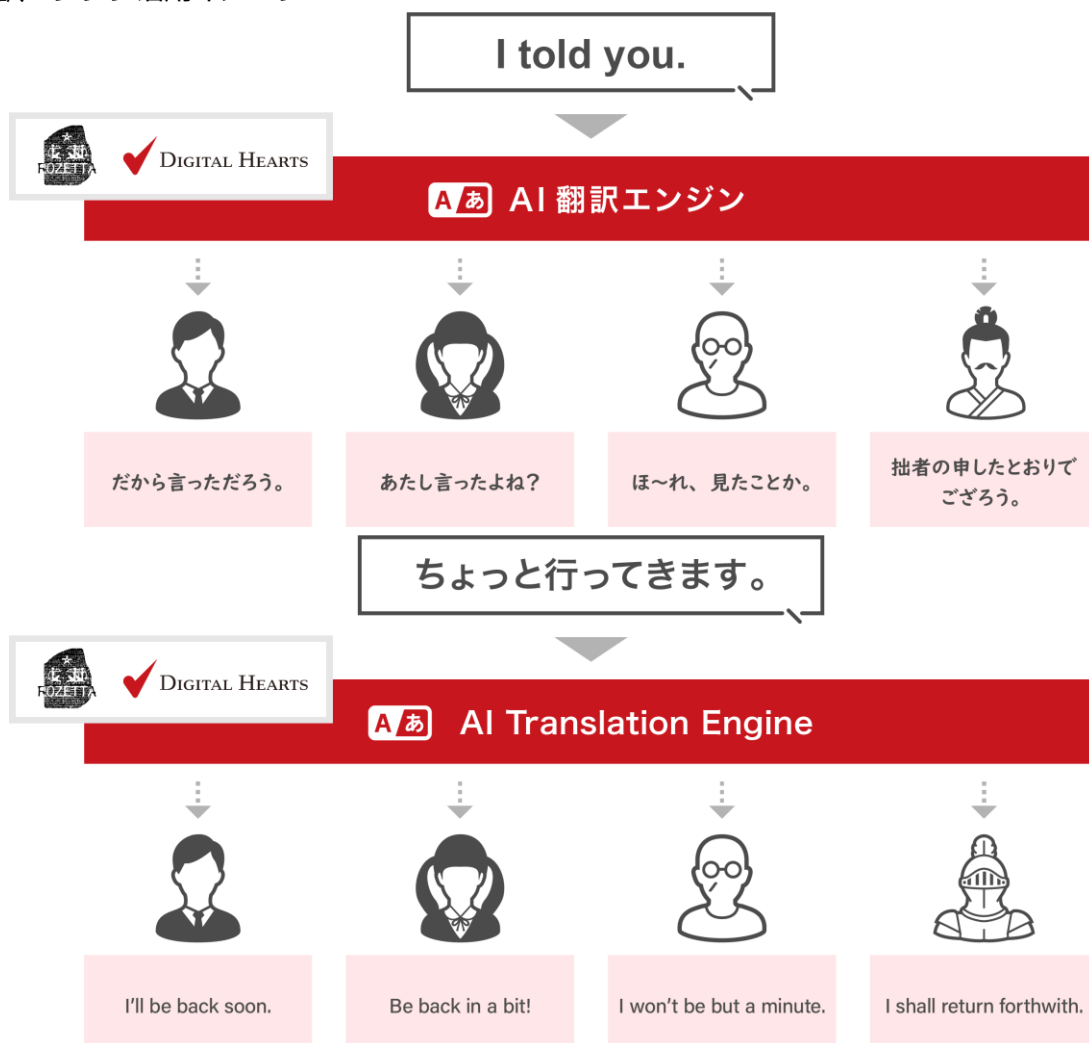 I told you.
ROZETTA
DIGITAL HEARTS
Aあ AI 翻訳エンジン
だから言っただろう。
あたし言ったよね？
ほ〜れ、見たことか。
拙者の申したとおりで
ござろう。
ちょっと行ってきます。
ROZETTA
DIGITAL HEARTS
Aあ AI Translation Engine
I'll be back soon.
Be back in a bit!
I won't be but a minute.
I shall return forthwith.